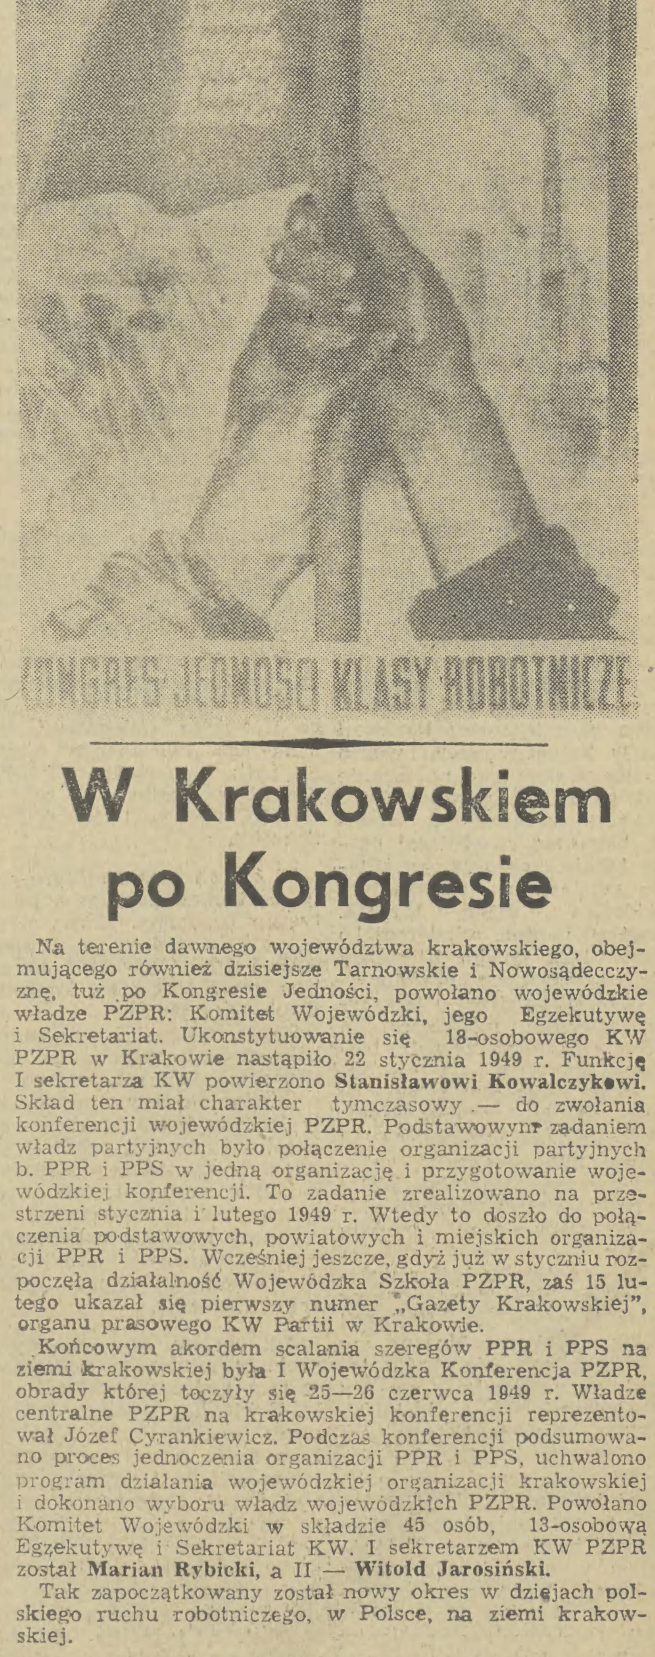 KONGRES JEDNOŚCI KLASY ROBOTNICZE
W Krakowskiem
po Kongresie
Na terenie dawnego województwa krakowskiego, obej-
mującego również dzisiejsze Tarnowskie i Nowosądecczy-
znę, tuż po Kongresie Jedności, powołano wojewódzkie
władze PZPR: Komitet Wojewódzki, jego Egzekutywę
i Sekretariat. Ukonstytuowanie się 18-osobowego KW
PZPR w Krakowie nastąpiło 22 stycznia 1949 r. Funkcję
I sekretarza KW powierzono Stanisławowi Kowalczykowi.
Skład ten miał charakter tymczasowy — do zwołania
konferencji wojewódzkiej PZPR. Podstawowym zadaniem
władz partyjnych było połączenie organizacji partyjnych
b. PPR i PPS w jedną organizację i przygotowanie woje-
wódzkiej konferencji. To zadanie zrealizowano na prze-
strzeni stycznia i lutego 1949 r. Wtedy to doszło do połą-
czenia podstawowych, powiatowych i miejskich organiza-
cji PPR i PPS. Wcześniej jeszcze, gdyż już w styczniu roz-
poczęła działalność Wojewódzka Szkoła PZPR, zaś 15 lu-
tego ukazał się pierwszy numer „Gazety Krakowskiej”,
organu prasowego KW Partii w Krakowie.
Końcowym akordem scalania szeregów PPR i PPS na
ziemi krakowskiej była I Wojewódzka Konferencja PZPR,
obrady której toczyły się 25—26 czerwca 1949 r. Władze
centralne PZPR na krakowskiej konferencji reprezento-
wał Józef Cyrankiewicz. Podczas konferencji podsumowa-
no proces jednoczenia organizacji PPR i PPS, uchwalono
program działania wojewódzkiej organizacji krakowskiej
i dokonano wyboru władz wojewódzkich PZPR. Powołano
Komitet Wojewódzki w składzie 45 osób, 13-osobową
Egzekutywę i Sekretariat KW. I sekretarzem KW PZPR
został Marian Rybicki, a II — Witold Jarosiński.
Tak zapoczątkowany został nowy okres w dziejach pol-
skiego ruchu robotniczego, w Polsce, na ziemi krakow-
skiej.